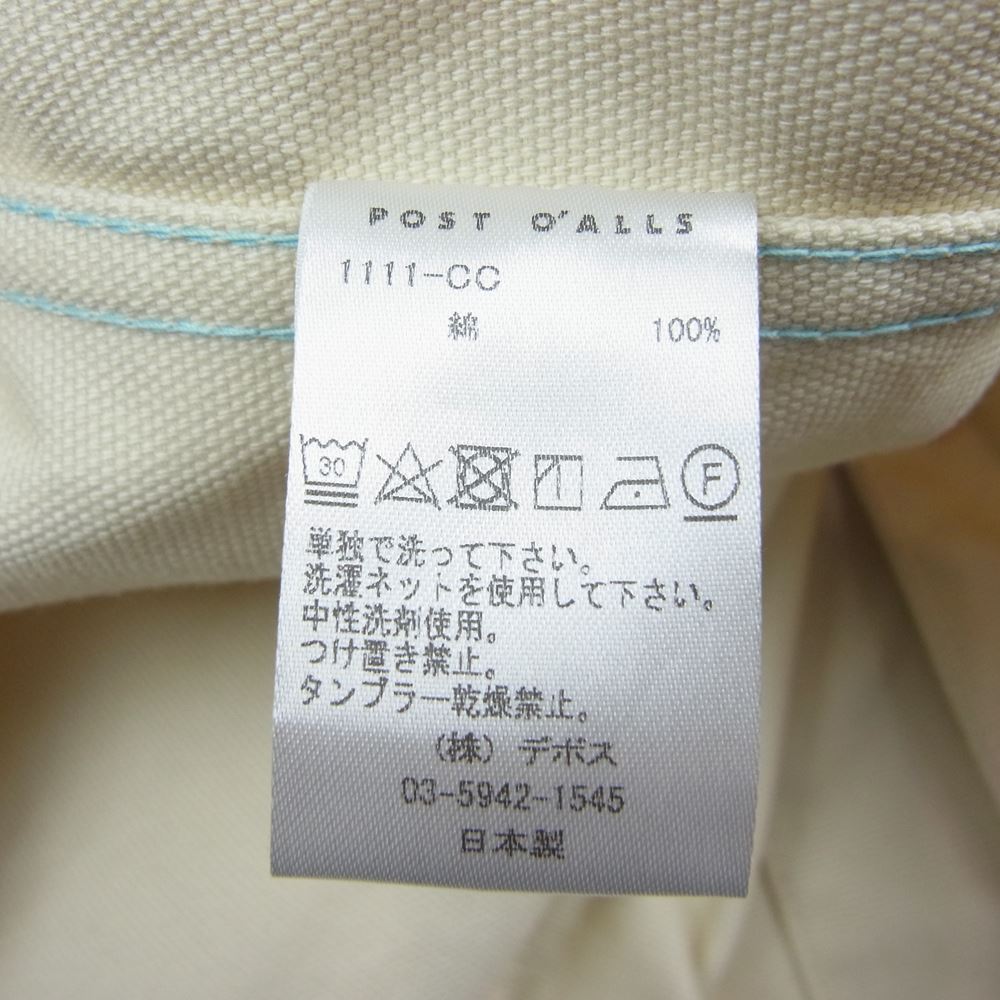 POST O'ALLS
1111-CC
綿 100%
30 F
単独で洗って下さい。
洗濯ネットを使用して下さい。
中性洗剤使用。
つけ置き禁止。
タンブラー乾燥禁止。
(株) デポス
03-5942-1545
日本製